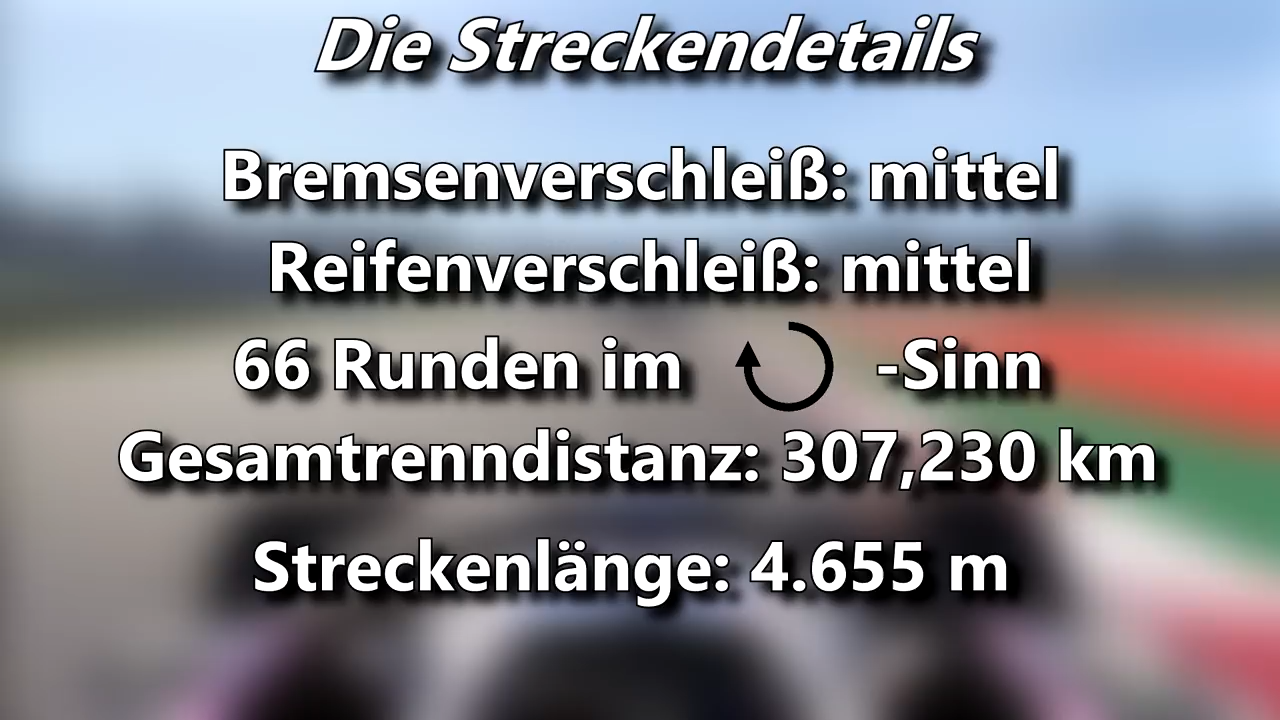 Die Streckendetails
Bremsenverschleiß: mittel
Reifenverschleiß: mittel
66 Runden im -Sinn
Gesamtrenndistanz: 307,230 km
Streckenlänge: 4.655 m